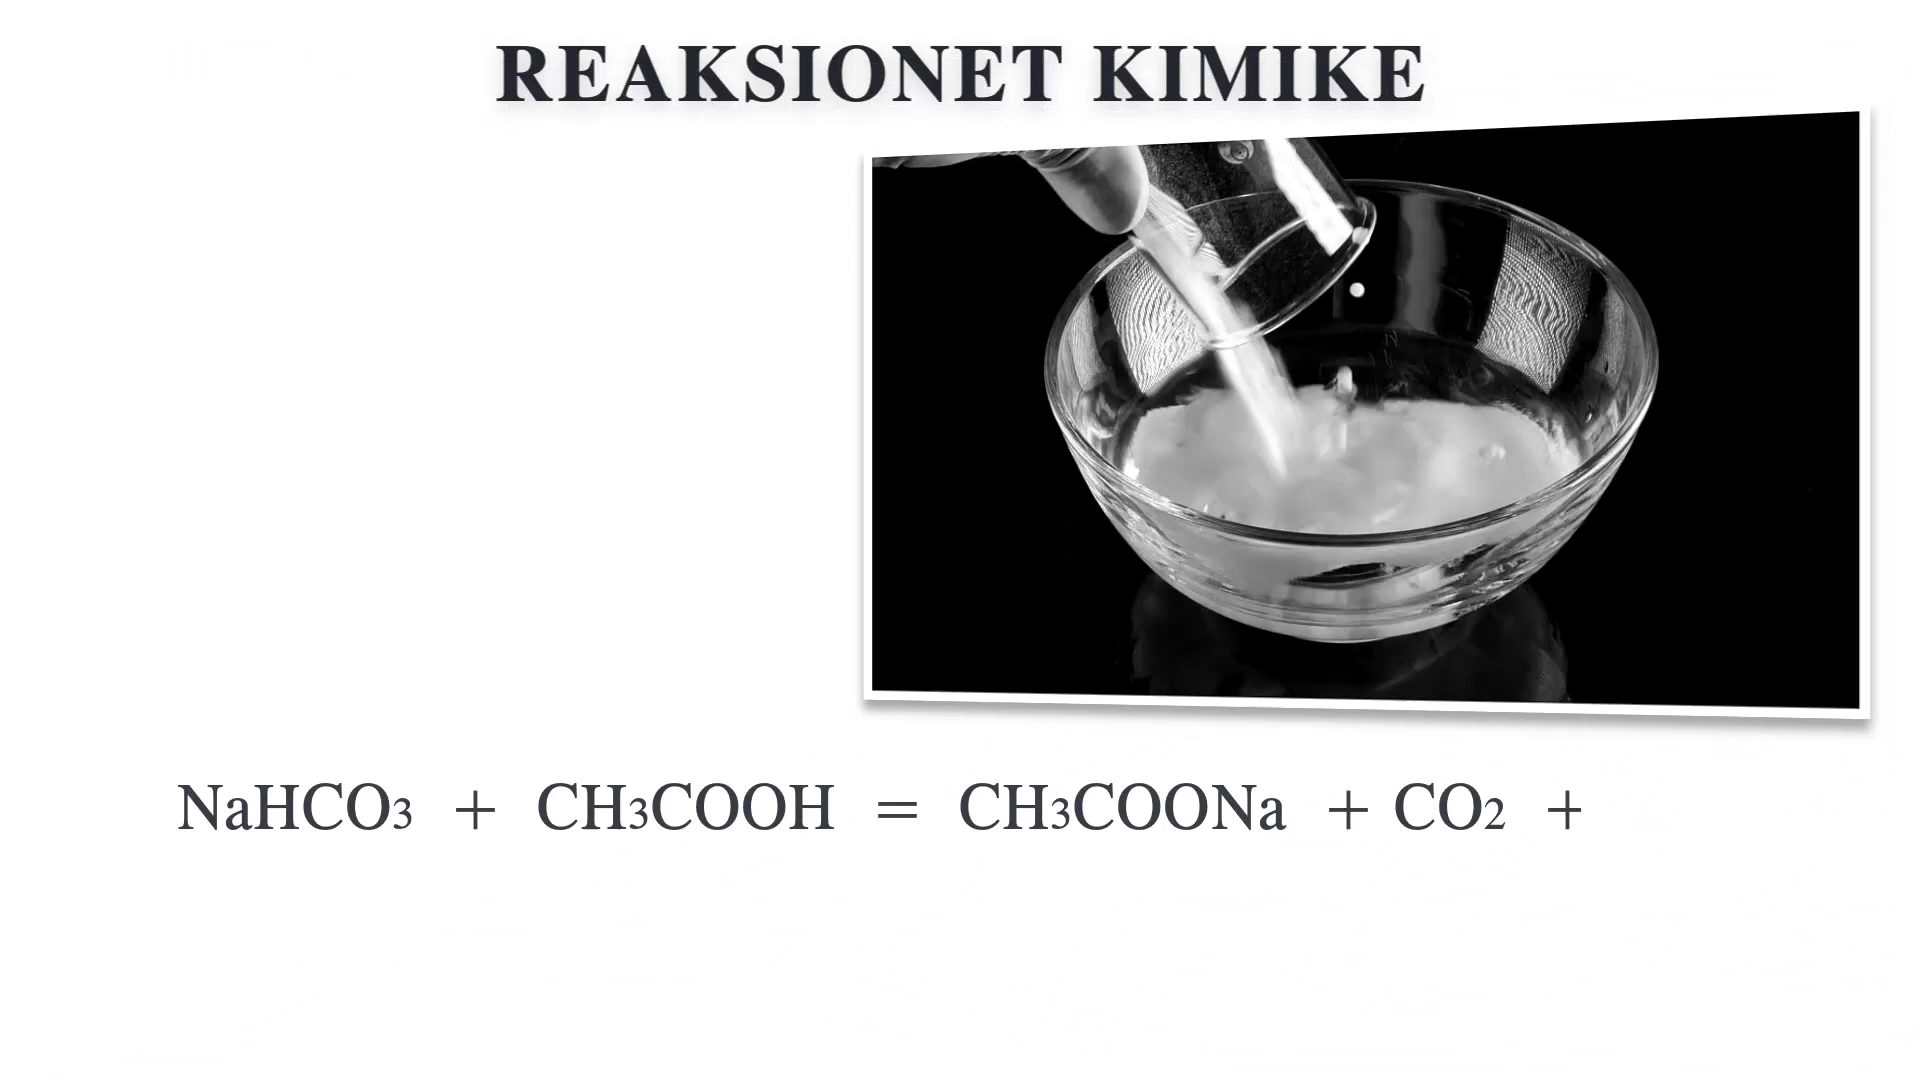 REAKSIONET KIMIKE
NaHCO3 + CH3COOH = CH3COONa + CO2 +